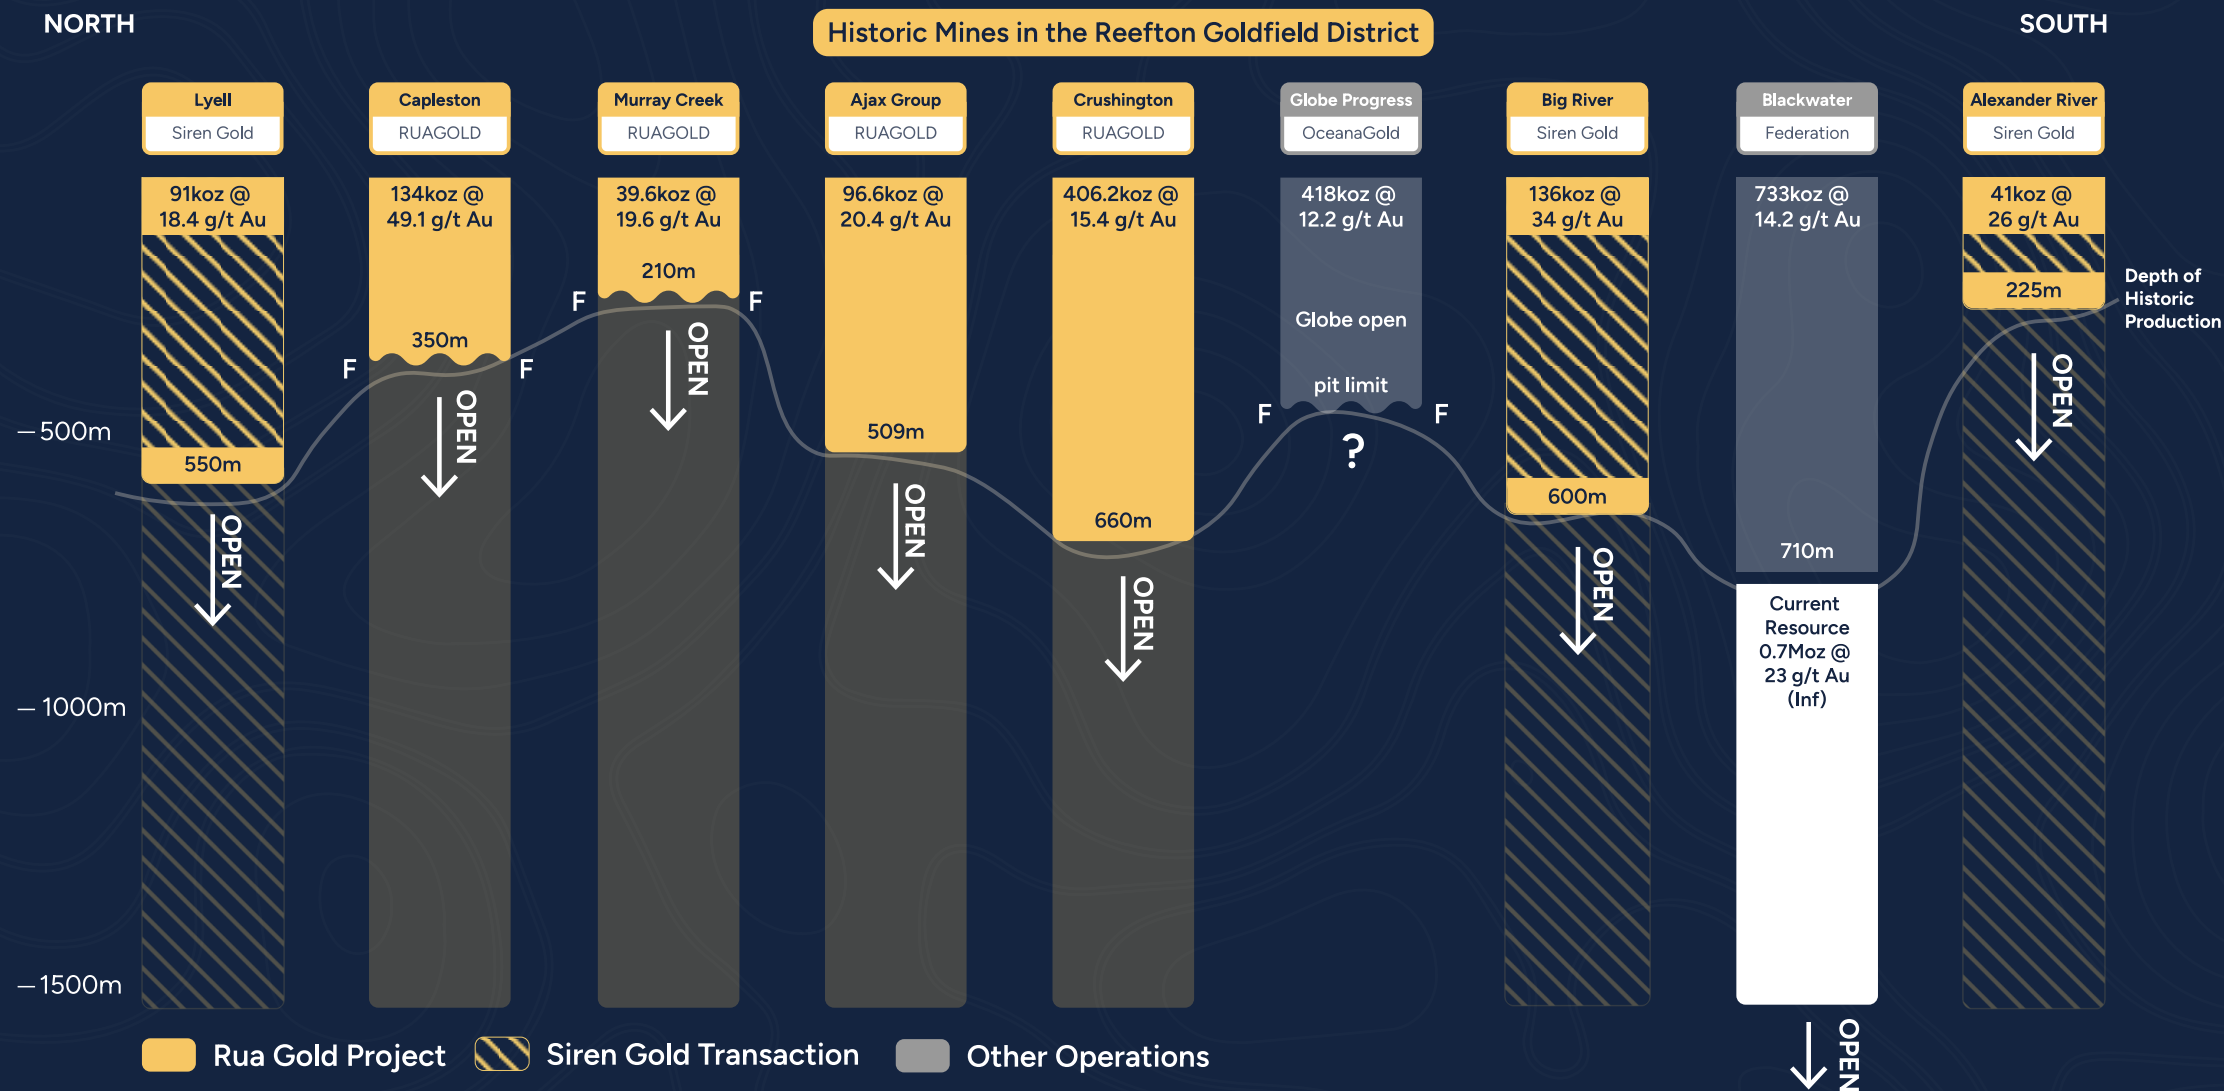 NORTH
Historic Mines in the Reefton Goldfield District
SOUTH
Lyell
Siren Gold
91koz @
18.4 g/t Au
550m
OPEN
Capleston
RUAGOLD
134koz @
49.1 g/t Au
350m
F
F
OPEN
Murray Creek
RUAGOLD
39.6koz @
19.6 g/t Au
210m
F
F
OPEN
Ajax Group
RUAGOLD
96.6koz @
20.4 g/t Au
509m
OPEN
Crushington
RUAGOLD
406.2koz @
15.4 g/t Au
660m
OPEN
Globe Progress
OceanaGold
418koz @
12.2 g/t Au
Globe open
pit limit
F
F
?
Big River
Siren Gold
136koz @
34 g/t Au
600m
OPEN
Blackwater
Federation
733koz @
14.2 g/t Au
710m
Current
Resource
0.7Moz @
23 g/t Au
(Inf)
OPEN
Alexander River
Siren Gold
41koz @
26 g/t Au
225m
OPEN
Depth of
Historic
Production
—500m
— 1000m
—1500m
Rua Gold Project
Siren Gold Transaction
Other Operations